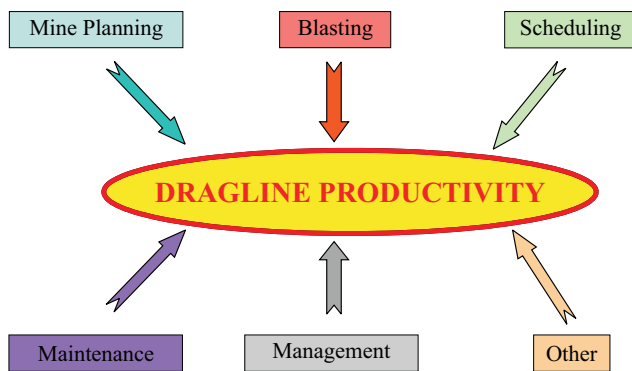 Mine Planning
Blasting
Scheduling
DRAGLINE PRODUCTIVITY
Maintenance
Management
Other